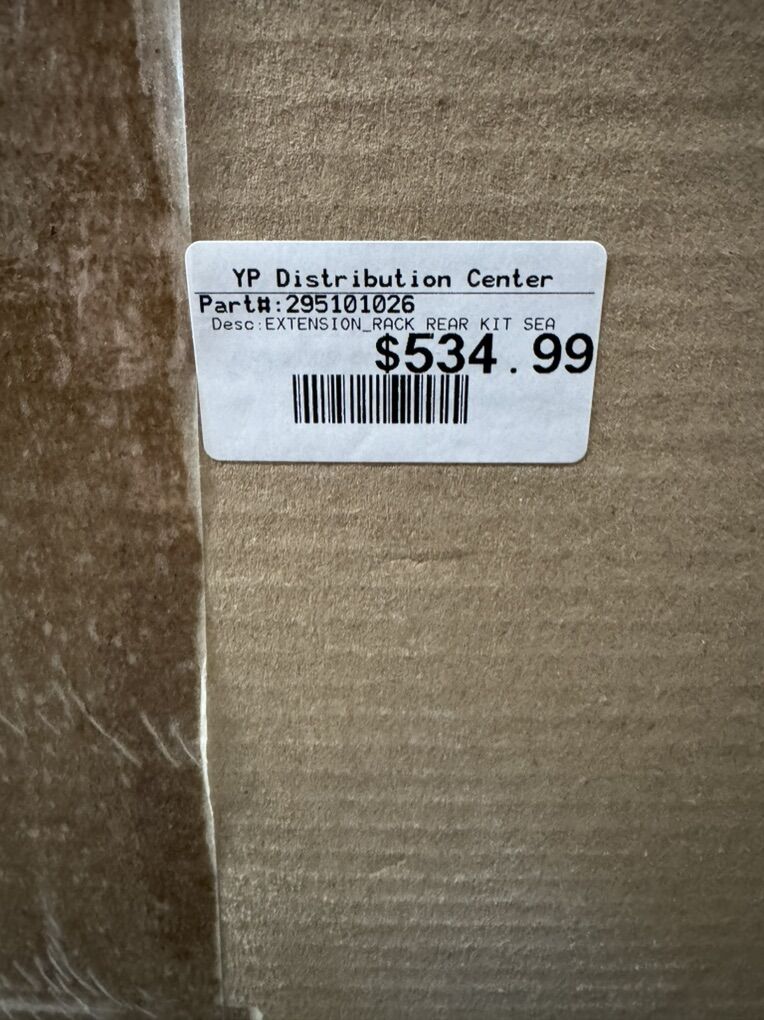 YP Distribution Center
Part#:295101026
Desc:EXTENSION_RACK REAR KIT SEA
$534.99